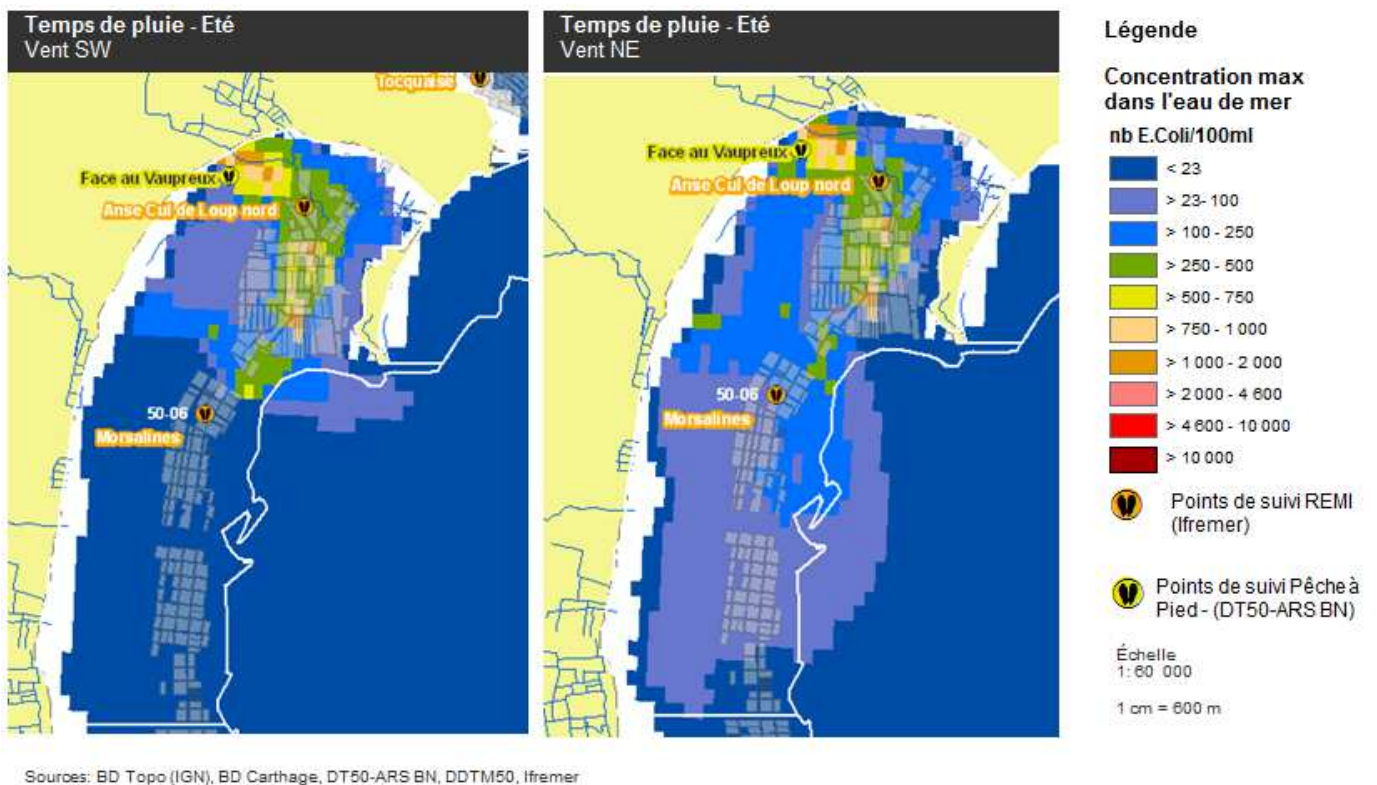 Temps de pluie - Eté
Vent SW
Tocquaise
Face au Vaupreux
Anse Cul de Loup nord
50-06
Morsalines
Temps de pluie - Eté
Vent NE
Face au Vaupreux
Anse Cul de Loup nord
50-06
Morsalines
Légende
Concentration max
dans l'eau de mer
nb E.Coli/100ml
< 23
> 23- 100
> 100 - 250
> 250 - 500
> 500 - 750
> 750 - 1 000
> 1 000 - 2 000
> 2 000 - 4 600
> 4 600 - 10 000
> 10 000
Points de suivi REMI
(Ifremer)
Points de suivi Pêche à
Pied - (DT50-ARS BN)
Échelle
1: 60 000
1 cm = 600 m
Sources: BD Topo (IGN), BD Carthage, DT50-ARS BN, DDTM50, Ifremer